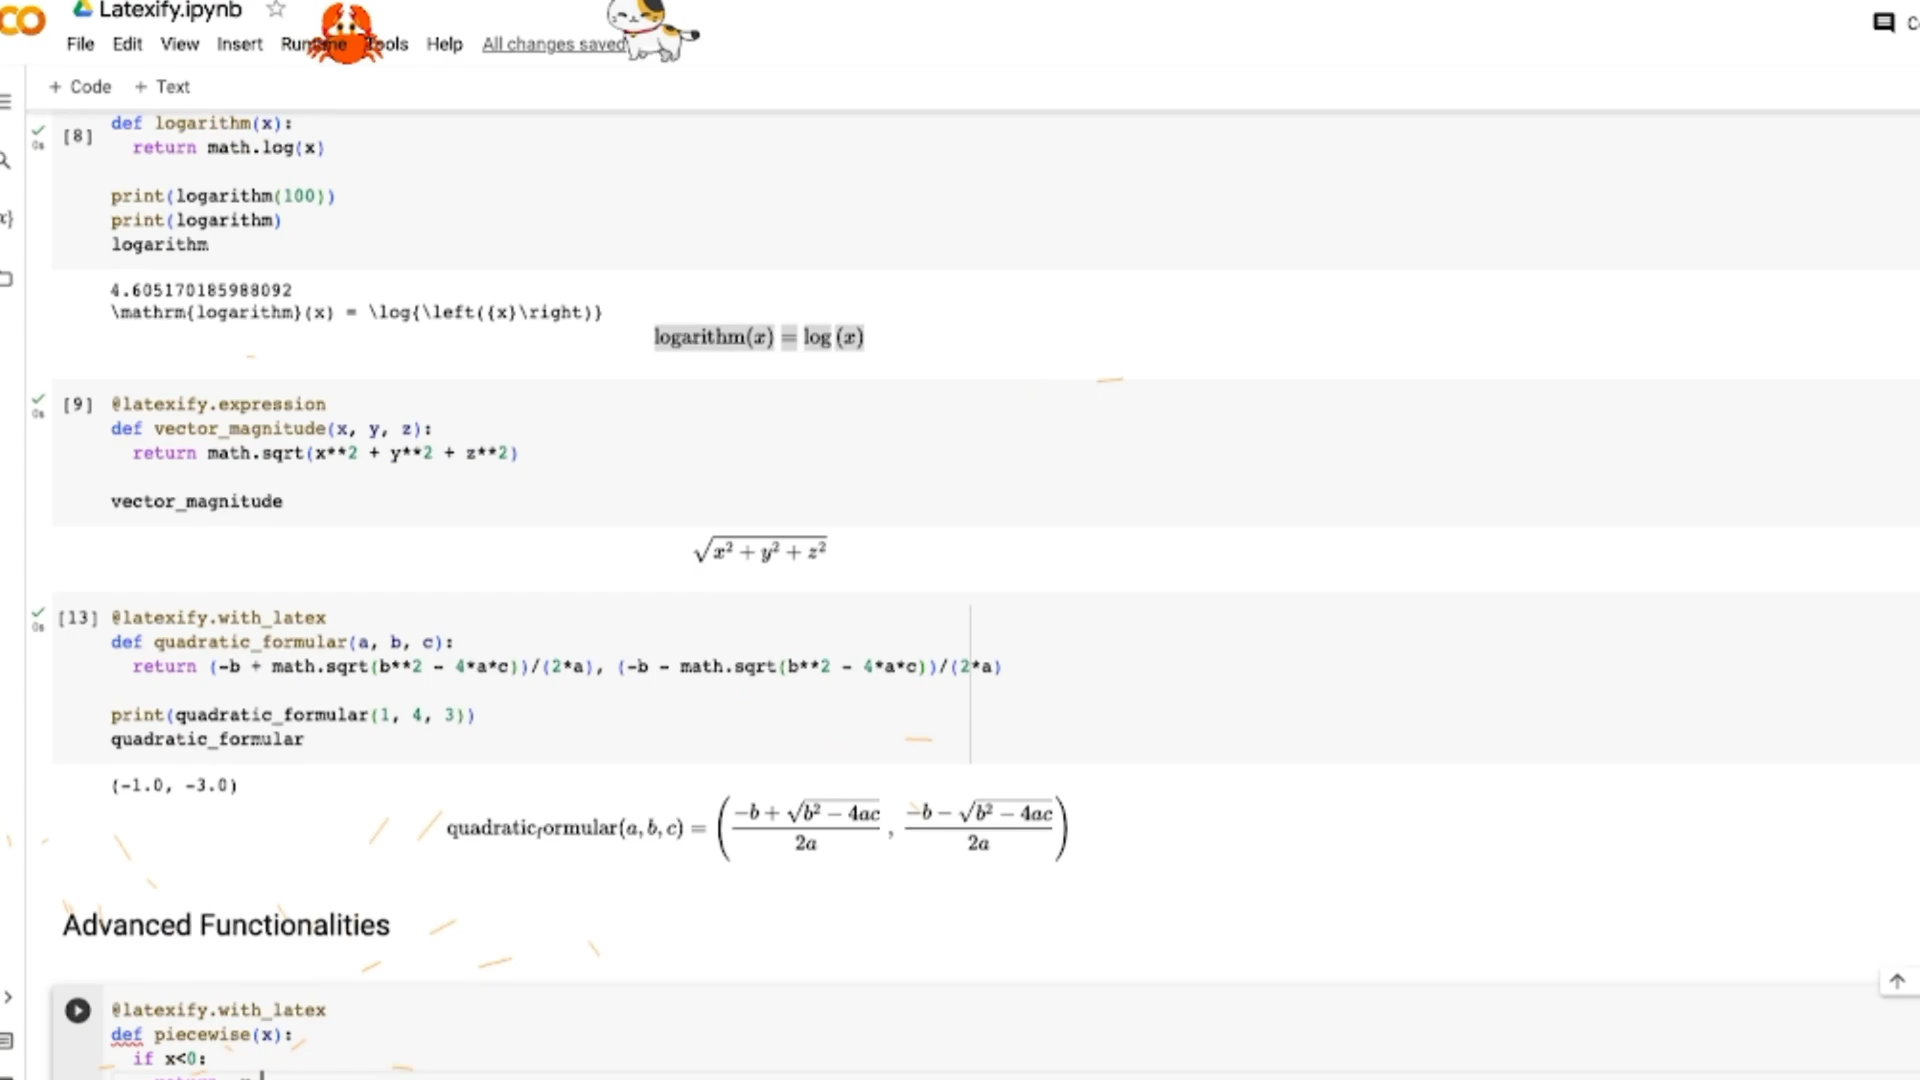 CO
Latexify.ipynb
File Edit View Insert Runtime Tools Help All changes saved
+ Code + Text
[8] def logarithm(x):
return math.log(x)
print(logarithm(100))
print(logarithm)
logarithm
4.605170185988092
\mathrm{logarithm}(x) = \log{\left({x}\right)}
logarithm(x) = log (x)
[9] @latexify.expression
def vector_magnitude(x, y, z):
return math.sqrt(x**2 + y**2 + z**2)
vector_magnitude
√x² + y² + z²
[13] @latexify.with_latex
def quadratic_formular(a, b, c):
return (-b + math.sqrt(b**2 - 4*a*c))/(2*a), (-b - math.sqrt(b**2 - 4*a*c))/(2*a)
print(quadratic_formular(1, 4, 3))
quadratic_formular
(-1.0, -3.0)
quadratic_formular(a, b, c) = ( (-b + √b² − 4ac) / 2a , (-b − √b² − 4ac) / 2a )
Advanced Functionalities
@latexify.with_latex
def piecewise(x):
if x<0: